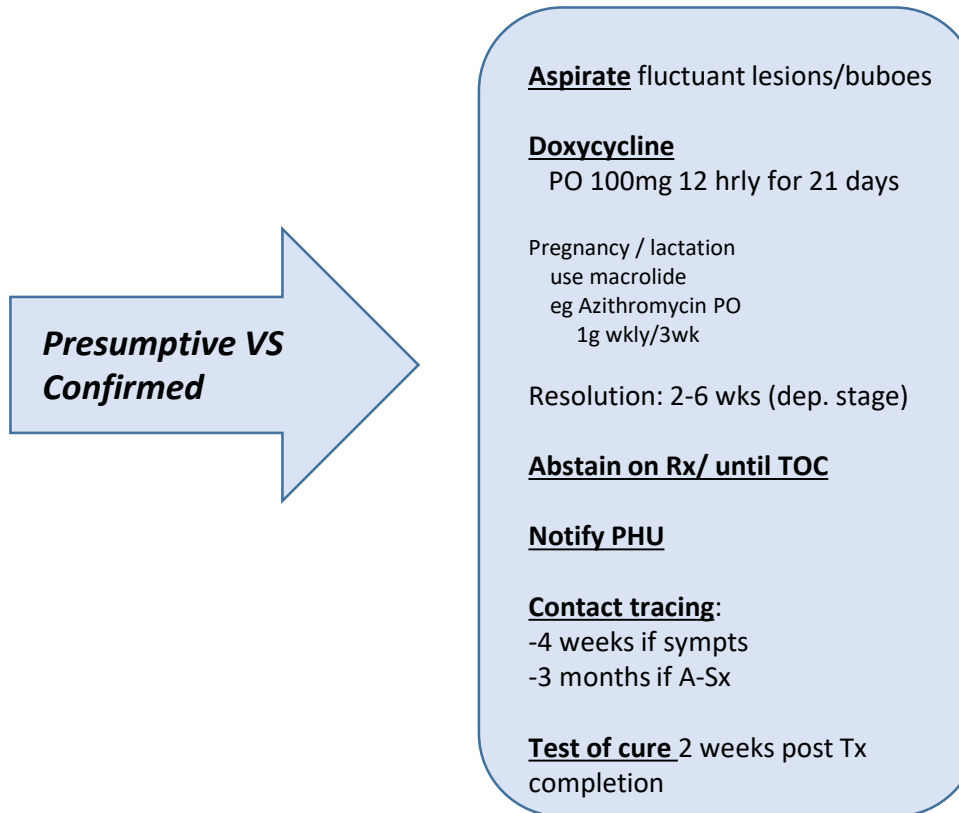 Presumptive VS
Confirmed
Aspirate fluctuant lesions/buboes
Doxycycline
PO 100mg 12 hrly for 21 days
Pregnancy / lactation
use macrolide
eg Azithromycin PO
1g wkly/3wk
Resolution: 2-6 wks (dep. stage)
Abstain on Rx/ until TOC
Notify PHU
Contact tracing:
-4 weeks if sympts
-3 months if A-Sx
Test of cure 2 weeks post Tx
completion